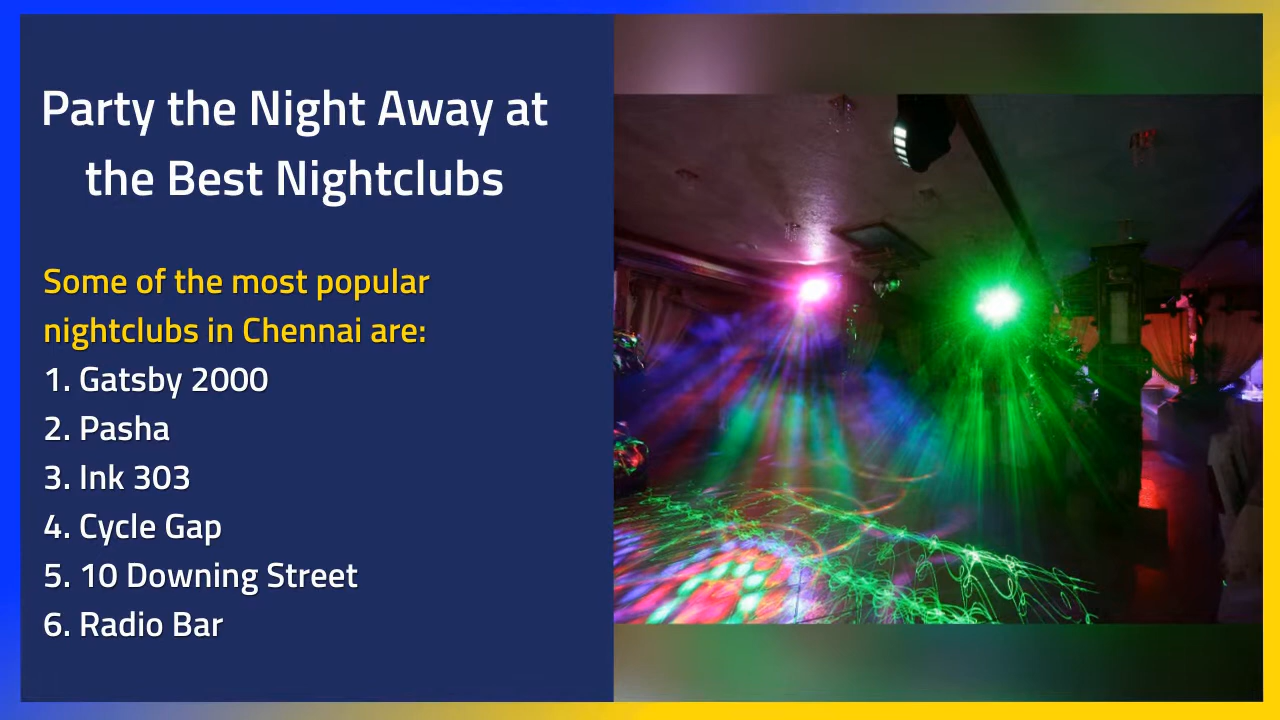 Party the Night Away at
the Best Nightclubs
Some of the most popular
nightclubs in Chennai are:
1. Gatsby 2000
2. Pasha
3. Ink 303
4. Cycle Gap
5. 10 Downing Street
6. Radio Bar